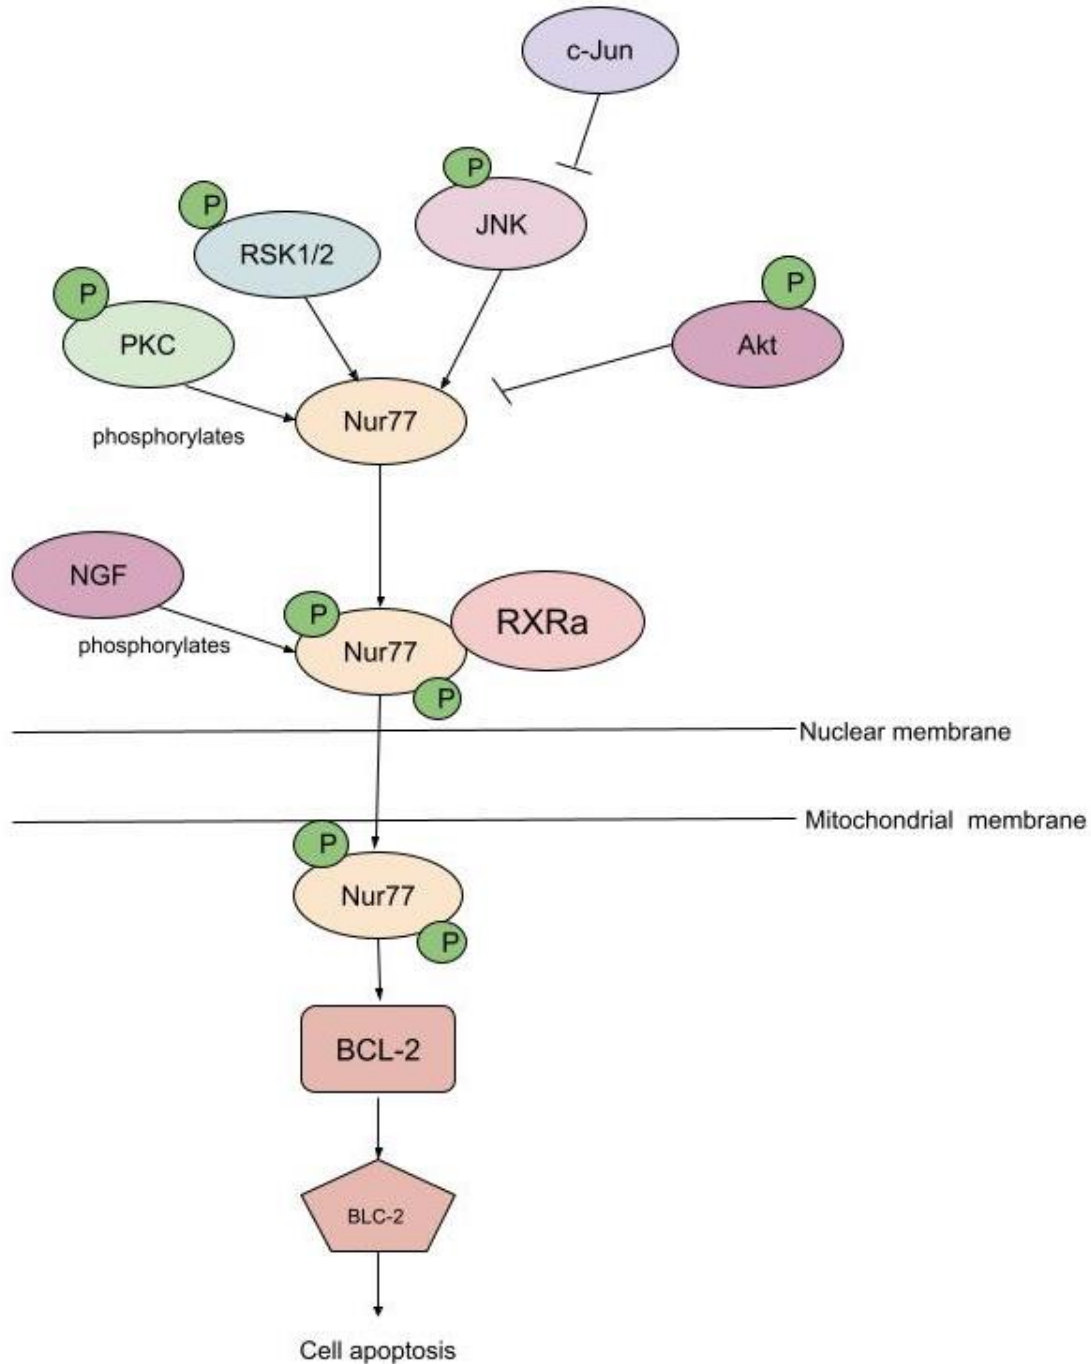 c-Jun
P
JNK
P
RSK1/2
P
PKC
P
Akt
Nur77
phosphorylates
NGF
phosphorylates
P
Nur77
P
RXRa
Nuclear membrane
Mitochondrial membrane
P
Nur77
P
BCL-2
BLC-2
Cell apoptosis